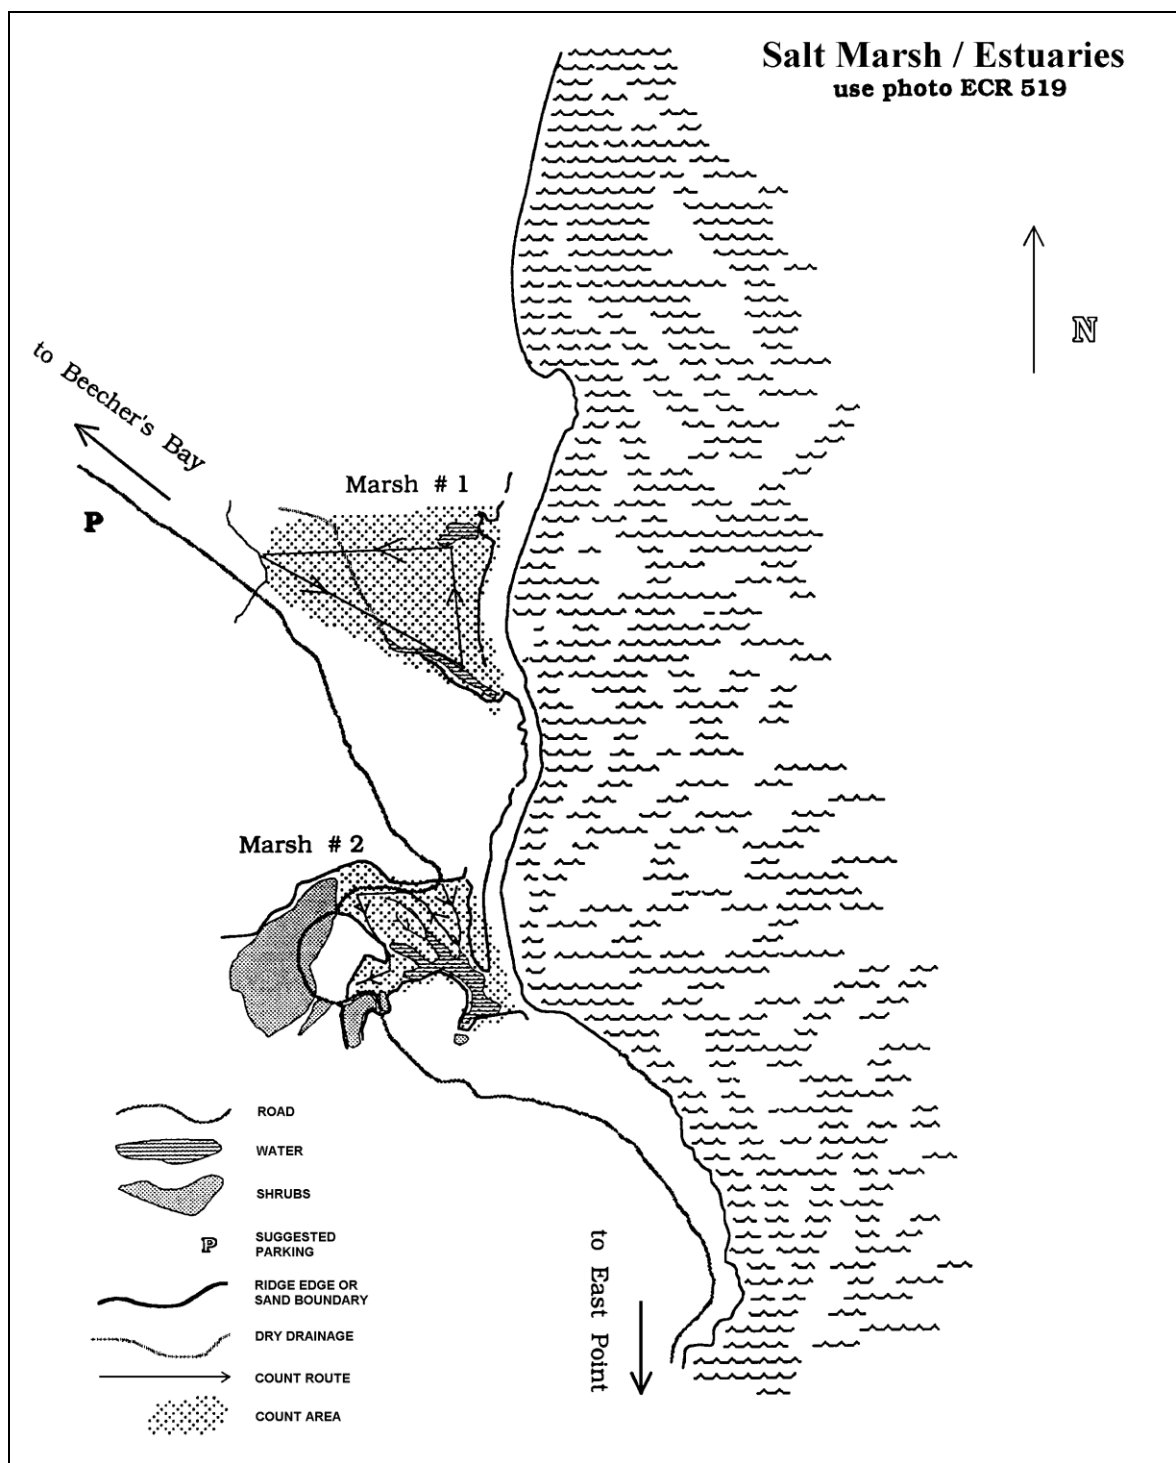 Salt Marsh / Estuaries
use photo ECR 519
N
to Beecher's Bay
P
Marsh # 1
Marsh # 2
ROAD
WATER
SHRUBS
P
SUGGESTED
PARKING
RIDGE EDGE OR
SAND BOUNDARY
DRY DRAINAGE
COUNT ROUTE
COUNT AREA
to East Point